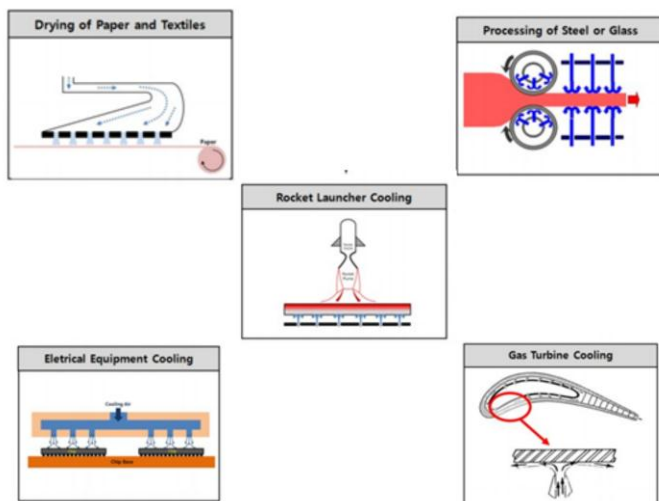 Drying of Paper and Textiles
Paper
Processing of Steel or Glass
Rocket Launcher Cooling
Eletrical Equipment Cooling
Cooling Air
Chip Base
Gas Turbine Cooling